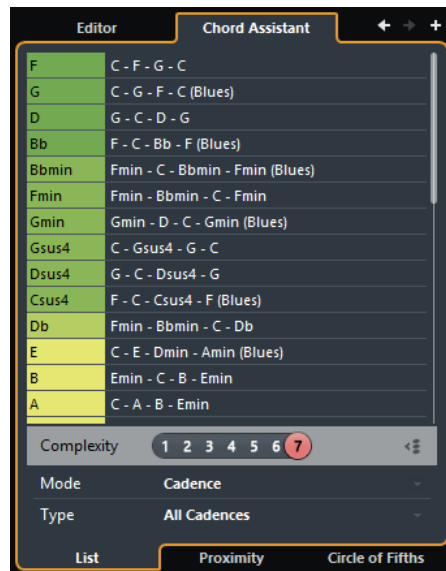 Editor Chord Assistant
F C - F - G - C
G C - G - F - C (Blues)
D G - C - D - G
Bb F - C - Bb - F (Blues)
Bbmin Fmin - C - Bbmin - Fmin (Blues)
Fmin Fmin - Bbmin - C - Fmin
Gmin Gmin - D - C - Gmin (Blues)
Gsus4 C - Gsus4 - G - C
Dsus4 G - C - Dsus4 - G
Csus4 F - C - Csus4 - F (Blues)
Db Fmin - Bbmin - C - Db
E C - E - Dmin - Amin (Blues)
B Emin - C - B - Emin
A C - A - B - Emin
Complexity 1 2 3 4 5 6 7
Mode Cadence
Type All Cadences
List Proximity Circle of Fifths